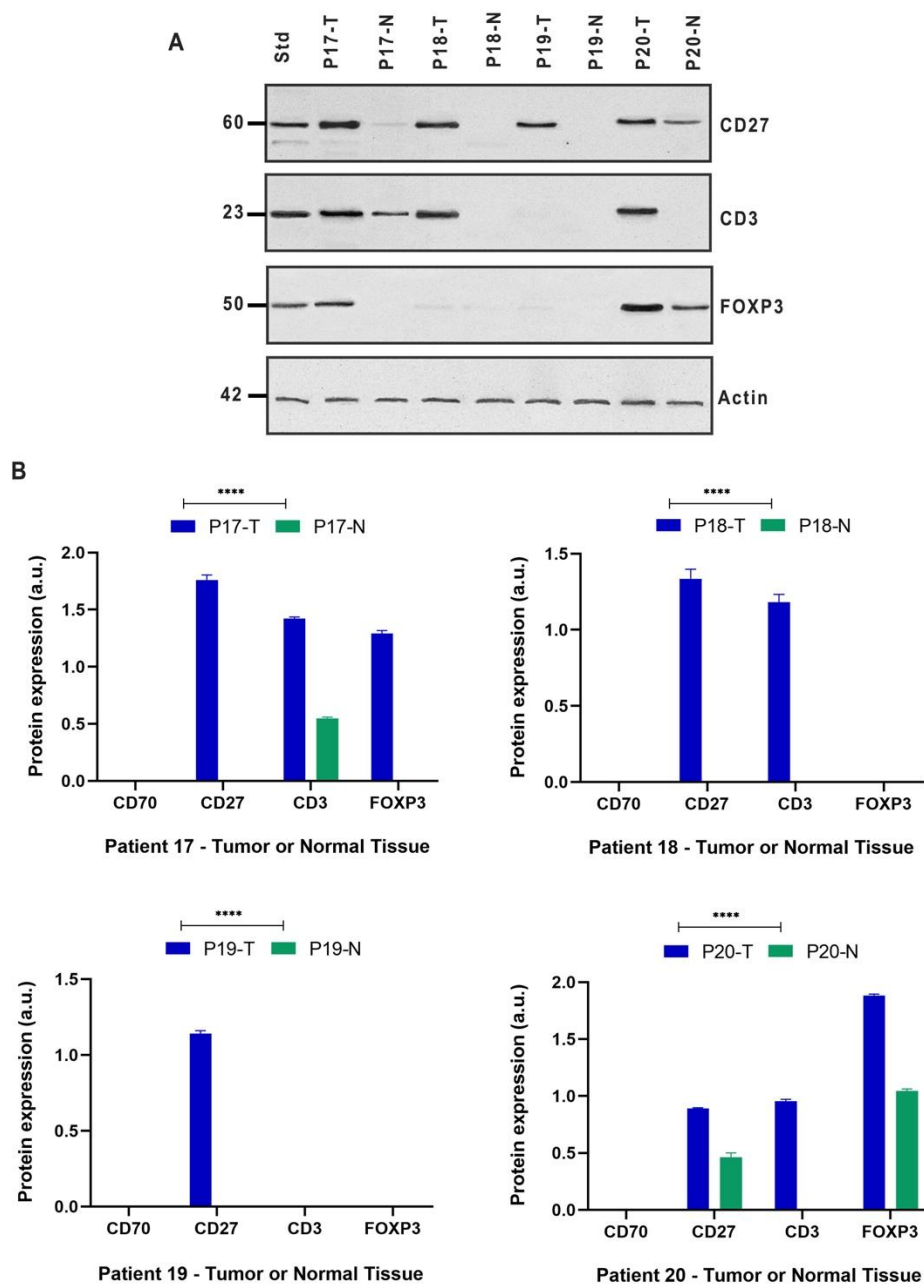 A
Std P17-T P17-N P18-T P18-N P19-T P19-N P20-T P20-N
60 CD27
23 CD3
50 FOXP3
42 Actin
B
****
P17-T P17-N
Protein expression (a.u.)
2.0
1.5
1.0
0.5
0.0
CD70 CD27 CD3 FOXP3
Patient 17 - Tumor or Normal Tissue
****
P18-T P18-N
Protein expression (a.u.)
1.5
1.0
0.5
0.0
CD70 CD27 CD3 FOXP3
Patient 18 - Tumor or Normal Tissue
****
P19-T P19-N
Protein expression (a.u.)
1.5
1.0
0.5
0.0
CD70 CD27 CD3 FOXP3
Patient 19 - Tumor or Normal Tissue
****
P20-T P20-N
Protein expression (a.u.)
2.0
1.5
1.0
0.5
0.0
CD70 CD27 CD3 FOXP3
Patient 20 - Tumor or Normal Tissue